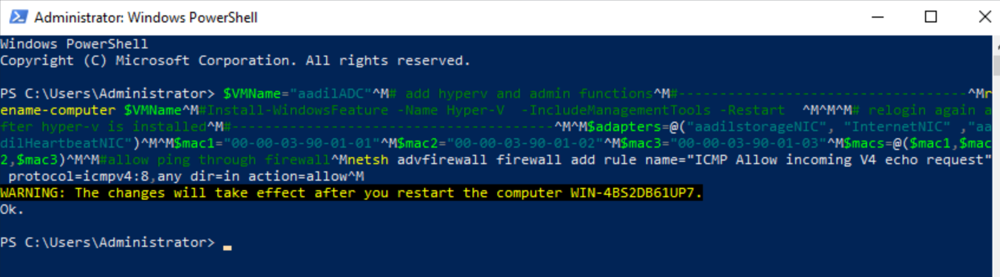 Administrator: Windows PowerShell
Windows PowerShell
Copyright (C) Microsoft Corporation. All rights reserved.
PS C:\Users\Administrator> $VMName="aadilADC"^M# add hyperv and admin functions^M#-----------------------------------^Mr
ename-computer $VMName^M#Install-WindowsFeature -Name Hyper-V  -IncludeManagementTools -Restart  ^M^M^M# relogin again a
fter hyper-v is installed^M#---------------------------------------^M^M$adapters=@("aadilstorageNIC", "InternetNIC" ,"aa
dilHeartbeatNIC")^M^M$mac1="00-00-03-90-01-01"^M$mac2="00-00-03-90-01-02"^M$mac3="00-00-03-90-01-03"^M$macs=@($mac1,$mac
2,$mac3)^M^M#allow ping through firewall^Mnetsh advfirewall firewall add rule name="ICMP Allow incoming V4 echo request"
 protocol=icmpv4:8,any dir=in action=allow^M
WARNING: The changes will take effect after you restart the computer WIN-4BS2DB61UP7.
Ok.
PS C:\Users\Administrator>